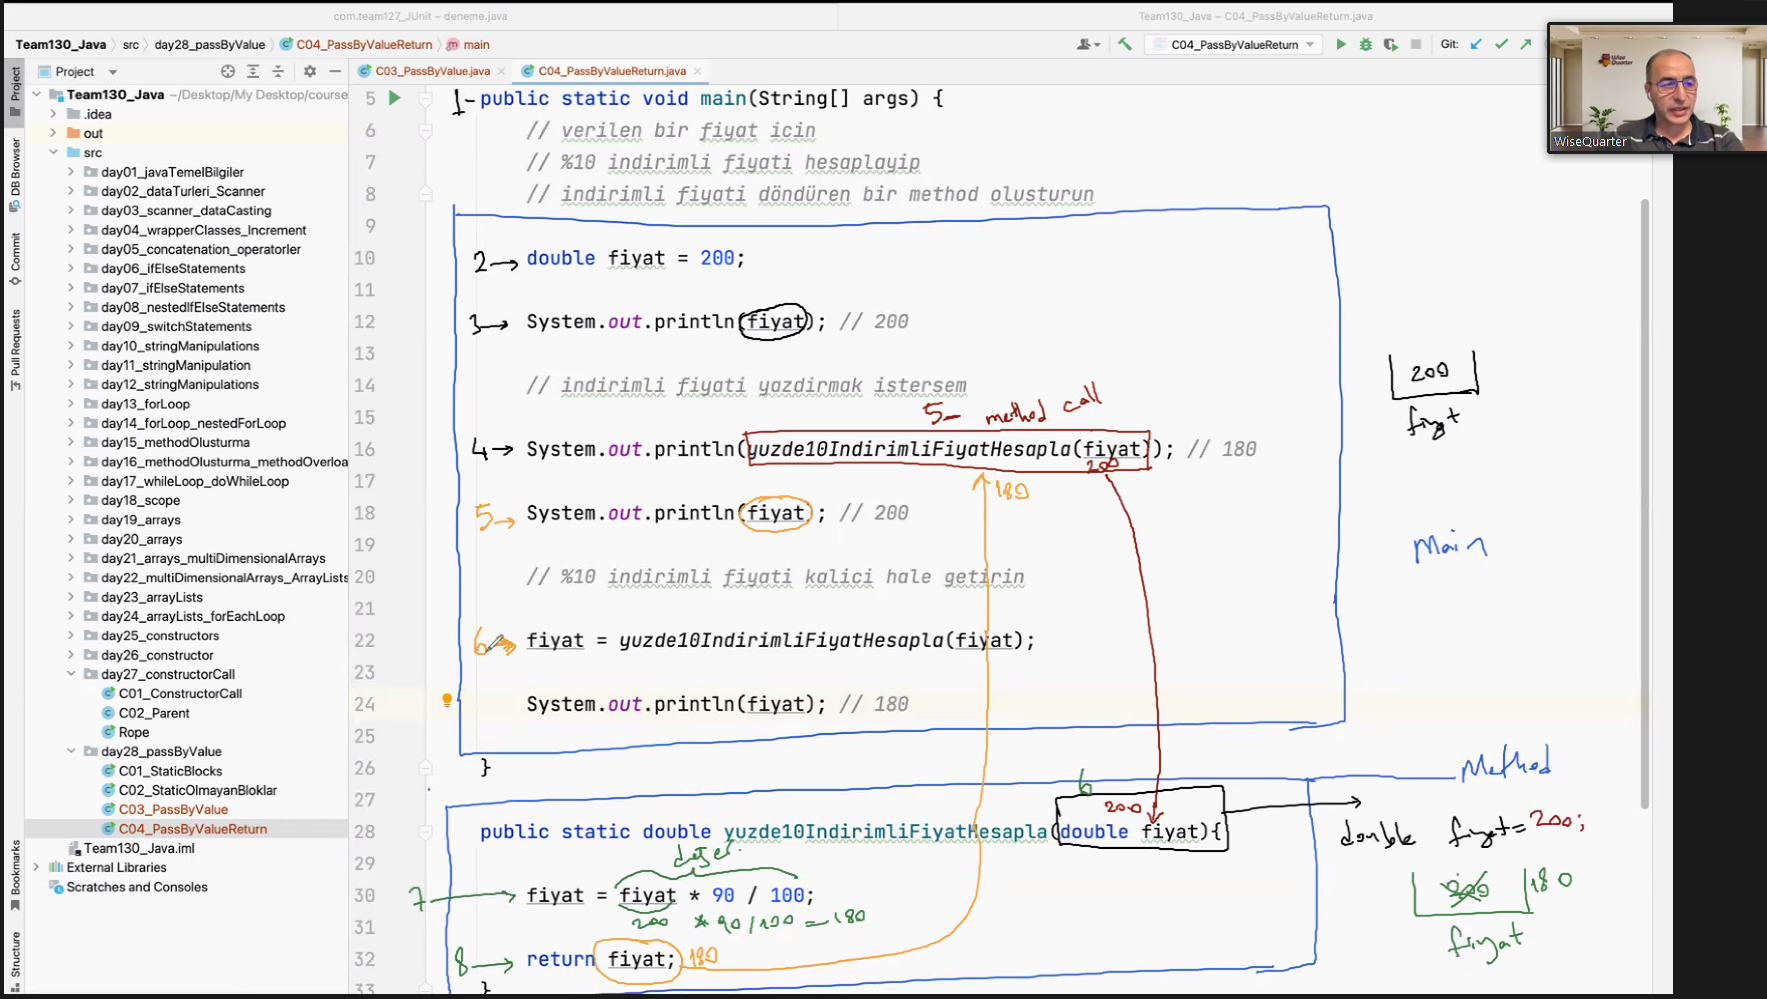 com.team127_JUnit – deneme.java
Team130_Java – C04_PassByValueReturn.java
Team130_Java › src › day28_passByValue › C04_PassByValueReturn › main
C04_PassByValueReturn
Git:
Project
C03_PassByValue.java
C04_PassByValueReturn.java
WiseQuarter
Wise Quarter
Project
DB Browser
Commit
Pull Requests
Bookmarks
Structure
Team130_Java ~/Desktop/My Desktop/course
.idea
out
src
day01_javaTemelBilgiler
day02_dataTurleri_Scanner
day03_scanner_dataCasting
day04_wrapperClasses_Increment
day05_concatenation_operatorler
day06_ifElseStatements
day07_ifElseStatements
day08_nestedIfElseStatements
day09_switchStatements
day10_stringManipulations
day11_stringManipulation
day12_stringManipulations
day13_forLoop
day14_forLoop_nestedForLoop
day15_methodOlusturma
day16_methodOlusturma_methodOverloa
day17_whileLoop_doWhileLoop
day18_scope
day19_arrays
day20_arrays
day21_arrays_multiDimensionalArrays
day22_multiDimensionalArrays_ArrayLists
day23_arrayLists
day24_arrayLists_forEachLoop
day25_constructors
day26_constructor
day27_constructorCall
C01_ConstructorCall
C02_Parent
Rope
day28_passByValue
C01_StaticBlocks
C02_StaticOlmayanBloklar
C03_PassByValue
C04_PassByValueReturn
Team130_Java.iml
External Libraries
Scratches and Consoles
5 1- public static void main(String[] args) {
6 // verilen bir fiyat icin
7 // %10 indirimli fiyati hesaplayip
8 // indirimli fiyati döndüren bir method olusturun
9
10 2→ double fiyat = 200;
11
12 3→ System.out.println(fiyat); // 200
13
14 // indirimli fiyati yazdirmak istersem
15 5- method call
16 4→ System.out.println(yuzde10IndirimliFiyatHesapla(fiyat)); // 180
200
17 180
18 5→ System.out.println(fiyat); // 200
19
20 // %10 indirimli fiyati kalici hale getirin
21
22 6→ fiyat = yuzde10IndirimliFiyatHesapla(fiyat);
23
24 System.out.println(fiyat); // 180
25
26 }
27 6
200
28 public static double yuzde10IndirimliFiyatHesapla(double fiyat){
29 değer
30 7→ fiyat = fiyat * 90 / 100;
31 200 * 90/100 = 180
32 8→ return fiyat; 180
33 }
200
fiyat
Main
Method
double fiyat = 200;
200 180
fiyat